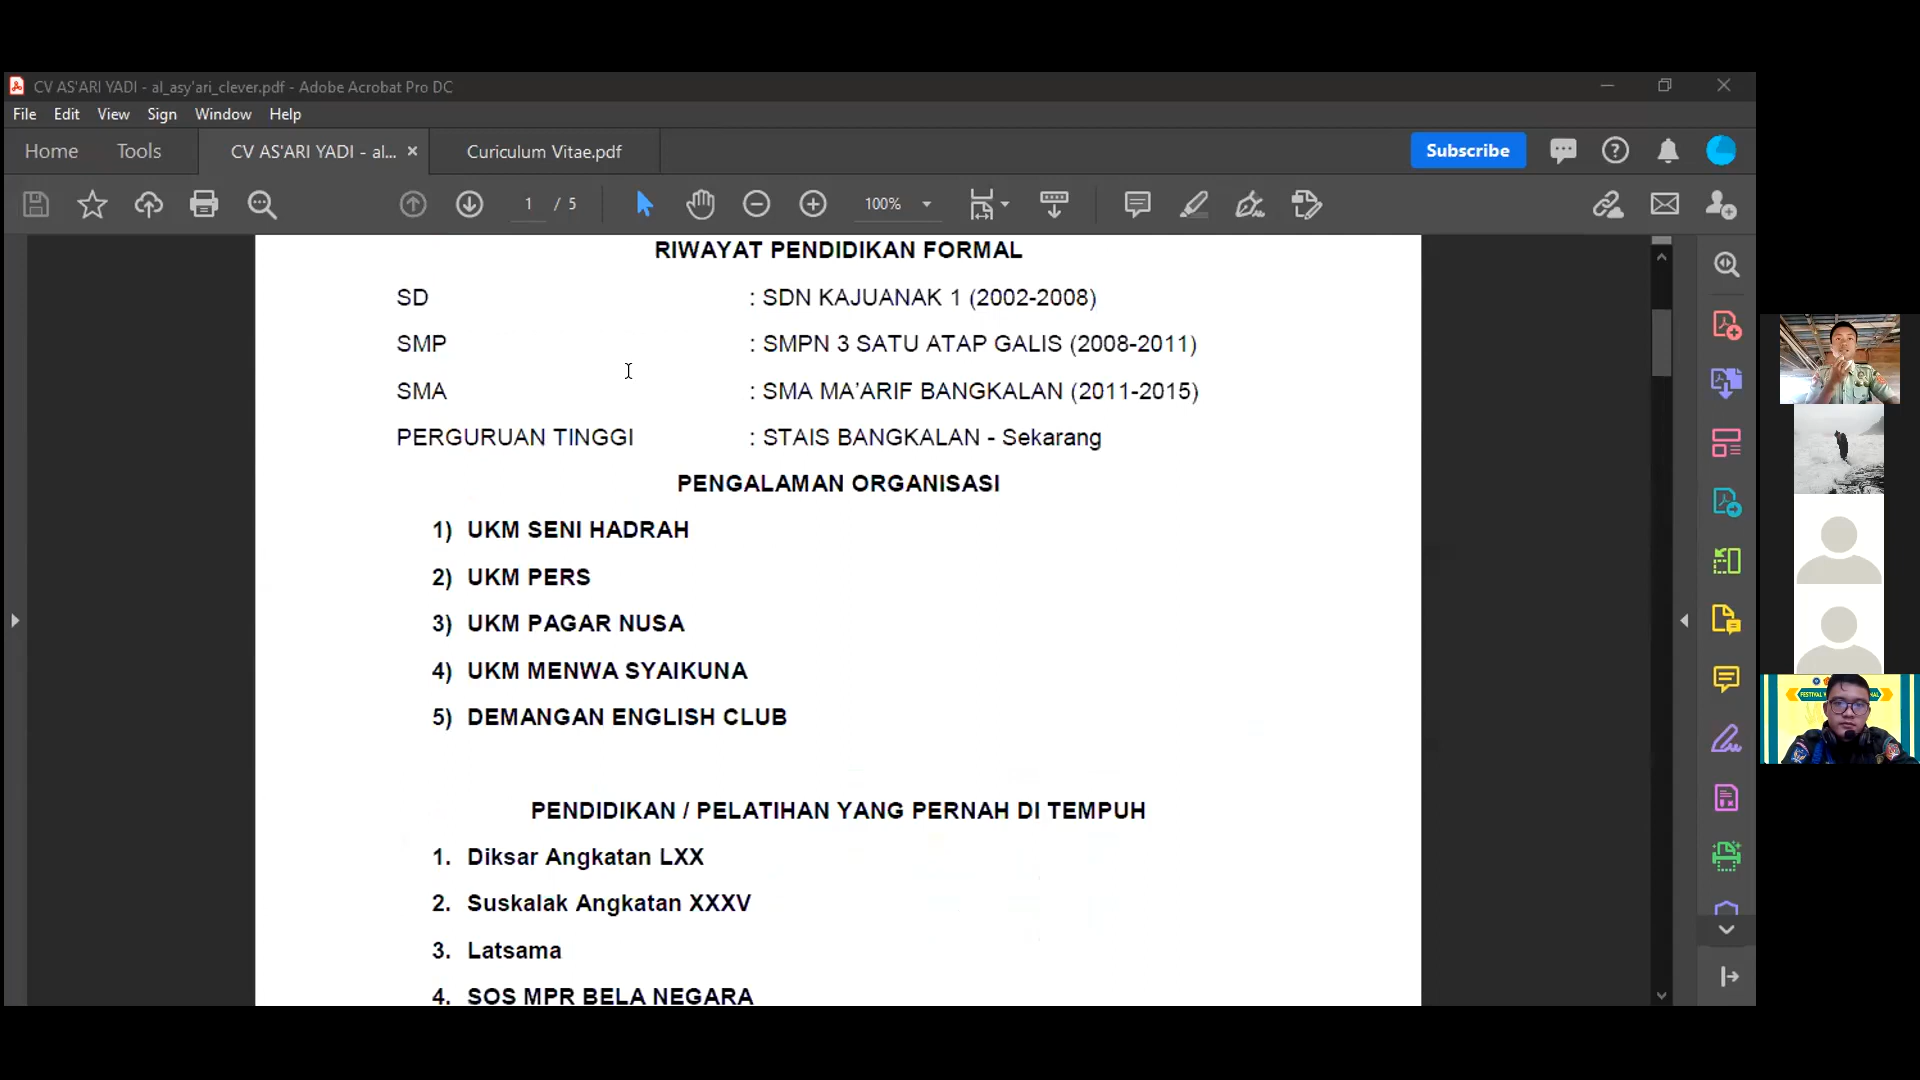 CV AS'ARI YADI - al_asy'ari_clever.pdf - Adobe Acrobat Pro DC
File Edit View Sign Window Help
Home Tools CV AS'ARI YADI - al... × Curiculum Vitae.pdf Subscribe
1 / 5 100%
RIWAYAT PENDIDIKAN FORMAL
SD : SDN KAJUANAK 1 (2002-2008)
SMP : SMPN 3 SATU ATAP GALIS (2008-2011)
SMA : SMA MA’ARIF BANGKALAN (2011-2015)
PERGURUAN TINGGI : STAIS BANGKALAN - Sekarang
PENGALAMAN ORGANISASI
1) UKM SENI HADRAH
2) UKM PERS
3) UKM PAGAR NUSA
4) UKM MENWA SYAIKUNA
5) DEMANGAN ENGLISH CLUB
PENDIDIKAN / PELATIHAN YANG PERNAH DI TEMPUH
1. Diksar Angkatan LXX
2. Suskalak Angkatan XXXV
3. Latsama
4. SOS MPR BELA NEGARA
FESTIVAL